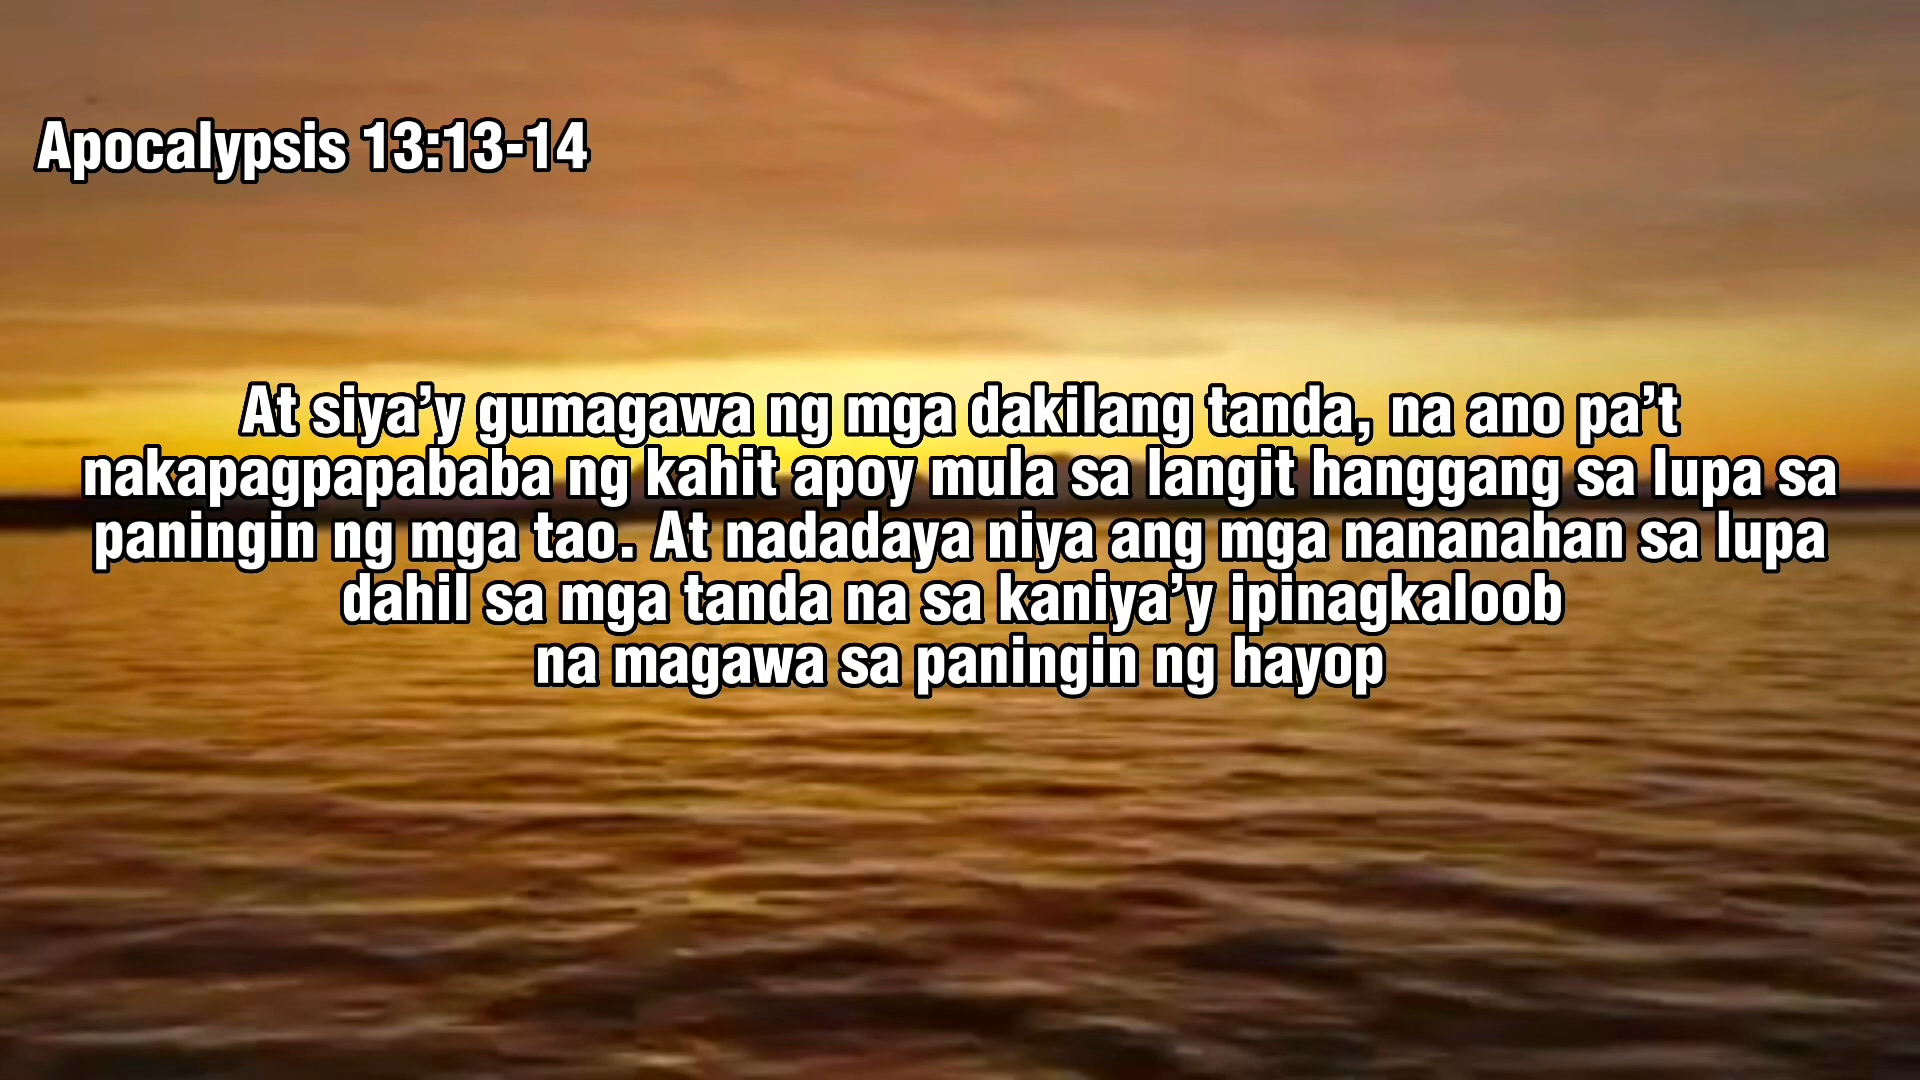 Apocalypsis 13:13-14
At siya’y gumagawa ng mga dakilang tanda, na ano pa’t
nakapagpapababa ng kahit apoy mula sa langit hanggang sa lupa sa
paningin ng mga tao. At nadadaya niya ang mga nananahan sa lupa
dahil sa mga tanda na sa kaniya’y ipinagkaloob
na magawa sa paningin ng hayop